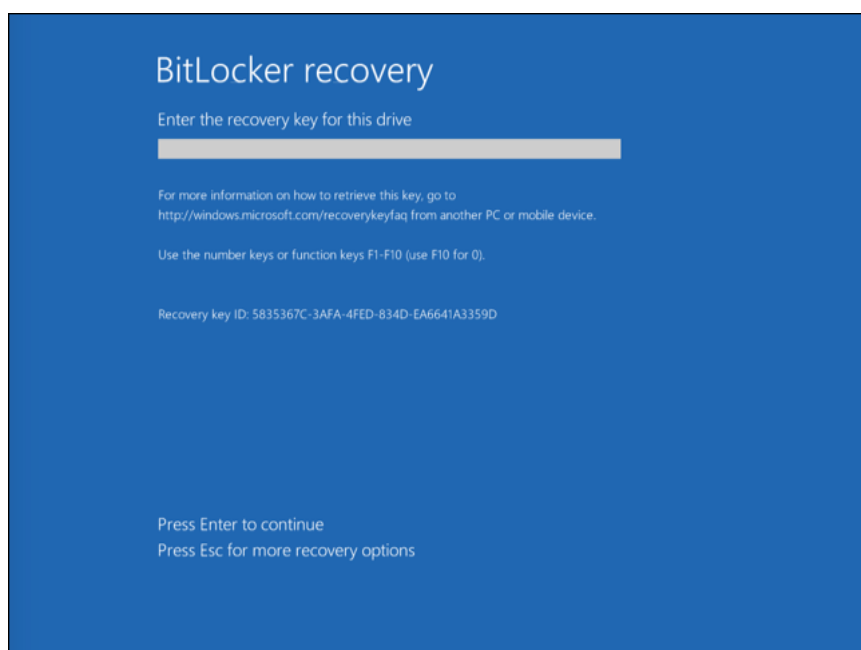 BitLocker recovery
Enter the recovery key for this drive
For more information on how to retrieve this key, go to
http://windows.microsoft.com/recoverykeyfaq from another PC or mobile device.
Use the number keys or function keys F1-F10 (use F10 for 0).
Recovery key ID: 5835367C-3AFA-4FED-834D-EA6641A3359D
Press Enter to continue
Press Esc for more recovery options